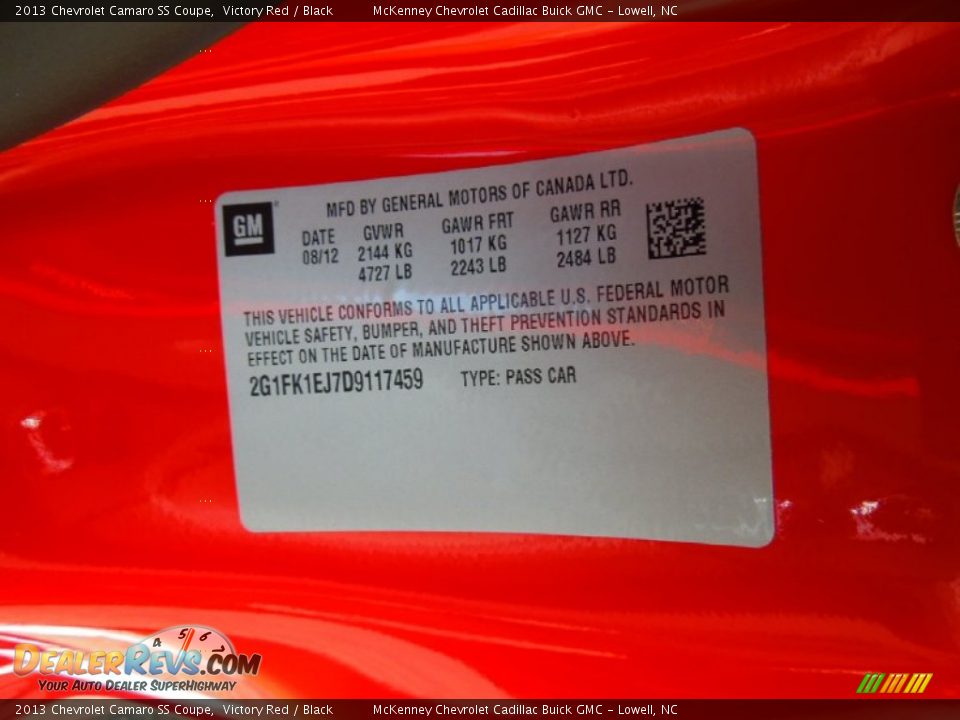 2013 Chevrolet Camaro SS Coupe, Victory Red / Black McKenney Chevrolet Cadillac Buick GMC - Lowell, NC
GM
MFD BY GENERAL MOTORS OF CANADA LTD.
DATE GVWR GAWR FRT GAWR RR
08/12 2144 KG 1017 KG 1127 KG
4727 LB 2243 LB 2484 LB
THIS VEHICLE CONFORMS TO ALL APPLICABLE U.S. FEDERAL MOTOR
VEHICLE SAFETY, BUMPER, AND THEFT PREVENTION STANDARDS IN
EFFECT ON THE DATE OF MANUFACTURE SHOWN ABOVE.
2G1FK1EJ7D9117459 TYPE: PASS CAR
4 5 6
DEALERREVS.COM
YOUR AUTO DEALER SUPERHIGHWAY
2013 Chevrolet Camaro SS Coupe, Victory Red / Black McKenney Chevrolet Cadillac Buick GMC - Lowell, NC